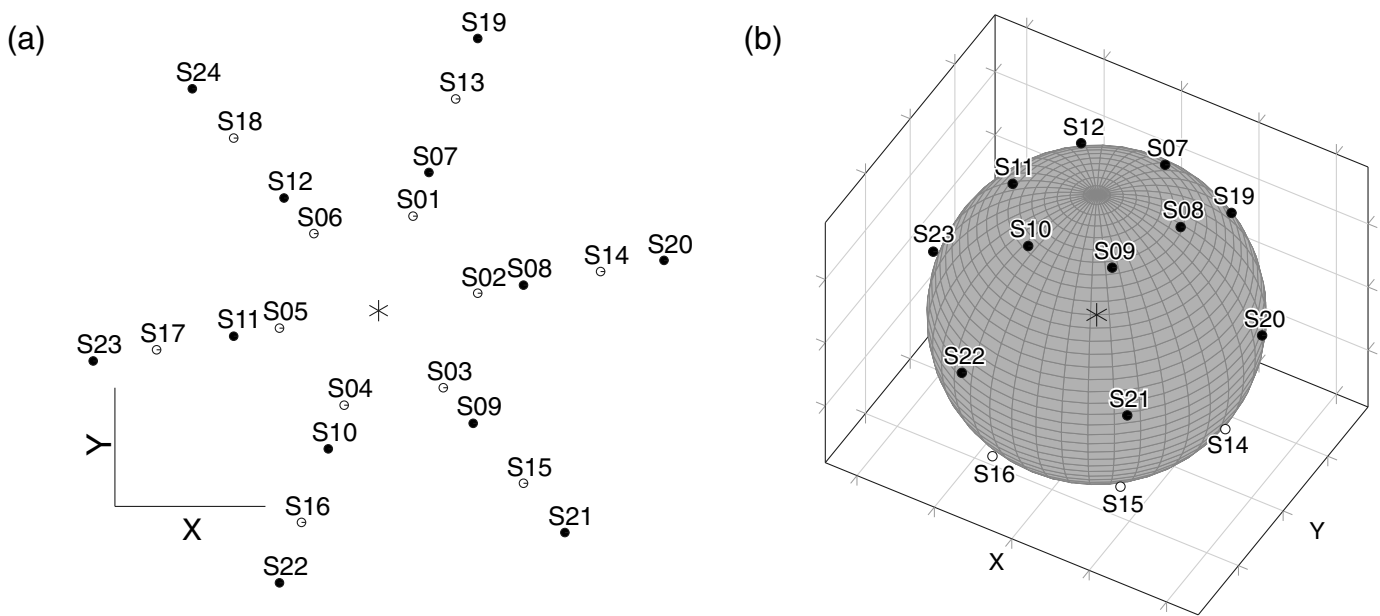 (a)
S19
S24
S13
S18
S07
S12
S01
S06
S20
S14
S02 S08
S05
S11
S17
S23
S03
S04
S09
S10
Y
S15
S16
X
S21
S22
(b)
S12
S07
S11
S19
S08
S10
S23
S09
S20
S22
S21
S14
S16
S15
Y
X